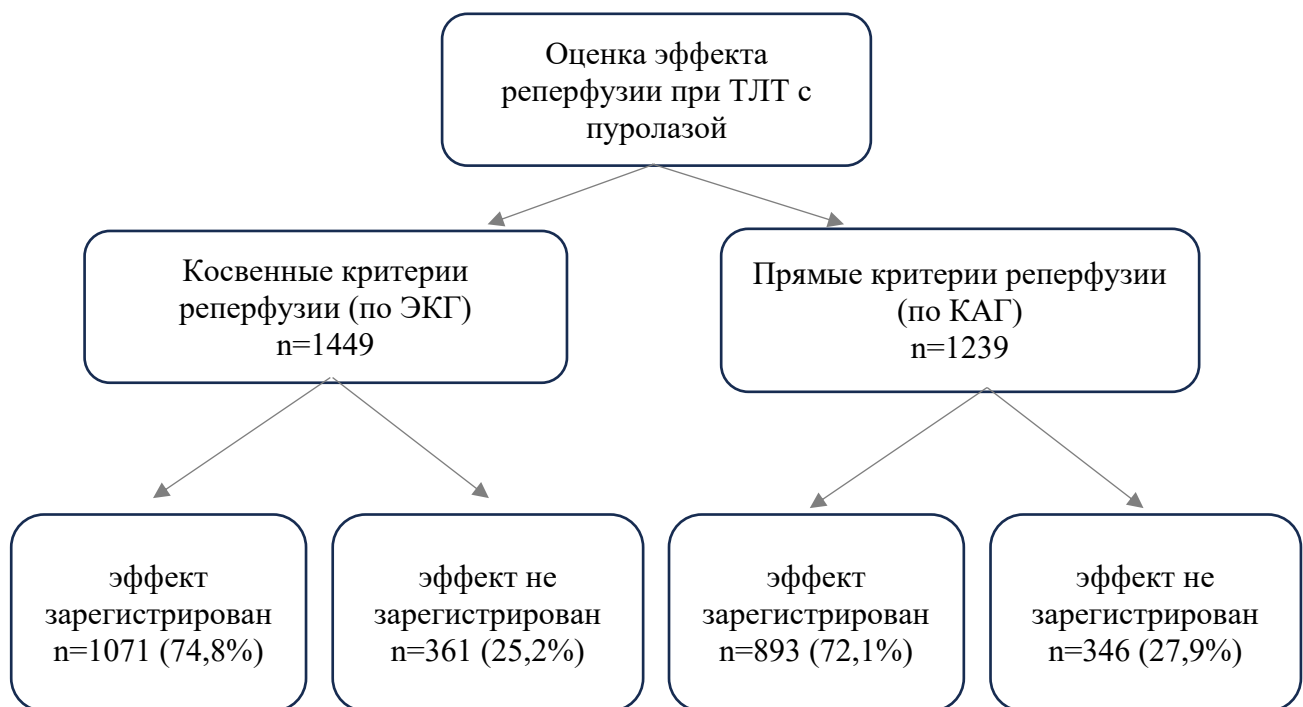 Оценка эффекта
реперфузии при ТЛТ с
пуролазой
Косвенные критерии
реперфузии (по ЭКГ)
n=1449
Прямые критерии реперфузии
(по КАГ)
n=1239
эффект
зарегистрирован
n=1071 (74,8%)
эффект не
зарегистрирован
n=361 (25,2%)
эффект
зарегистрирован
n=893 (72,1%)
эффект не
зарегистрирован
n=346 (27,9%)